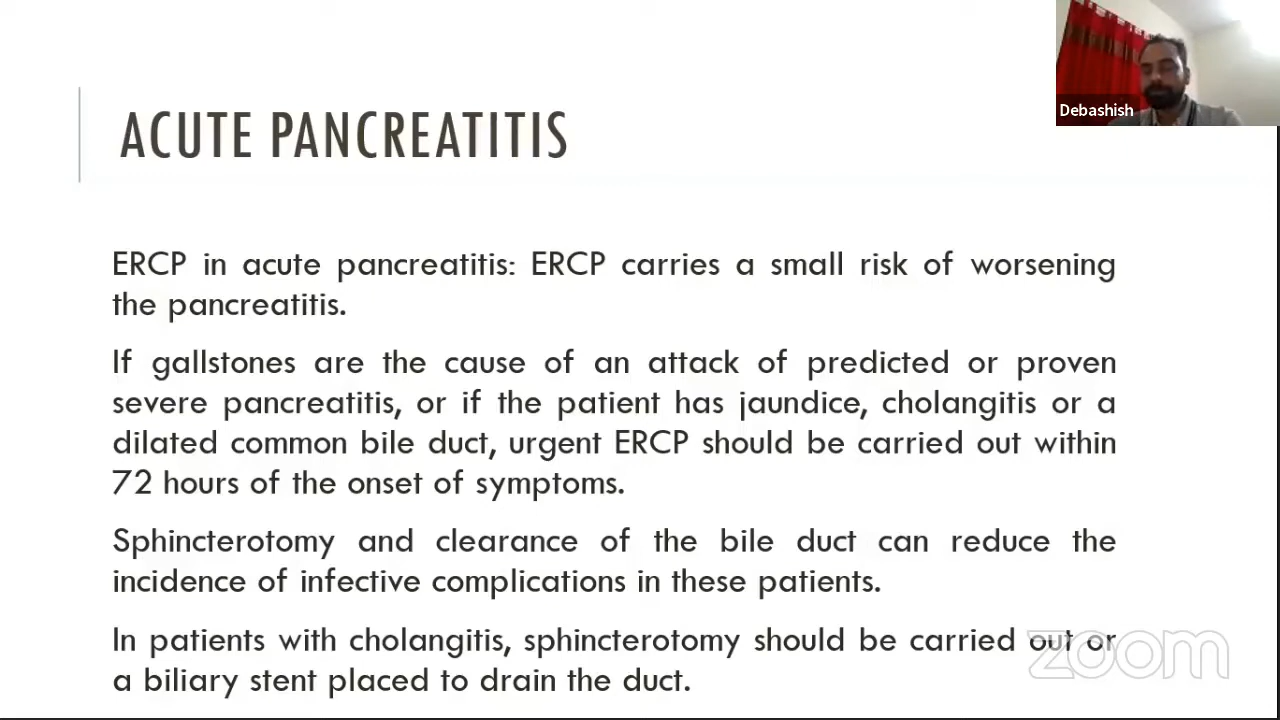 Debashish
ACUTE PANCREATITIS
ERCP in acute pancreatitis: ERCP carries a small risk of worsening
the pancreatitis.
If gallstones are the cause of an attack of predicted or proven
severe pancreatitis, or if the patient has jaundice, cholangitis or a
dilated common bile duct, urgent ERCP should be carried out within
72 hours of the onset of symptoms.
Sphincterotomy and clearance of the bile duct can reduce the
incidence of infective complications in these patients.
In patients with cholangitis, sphincterotomy should be carried out or
a biliary stent placed to drain the duct.
zoom